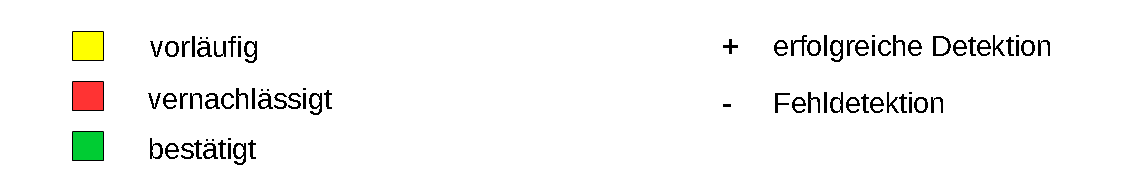 vorläufig
vernachlässigt
bestätigt
+ erfolgreiche Detektion
- Fehldetektion